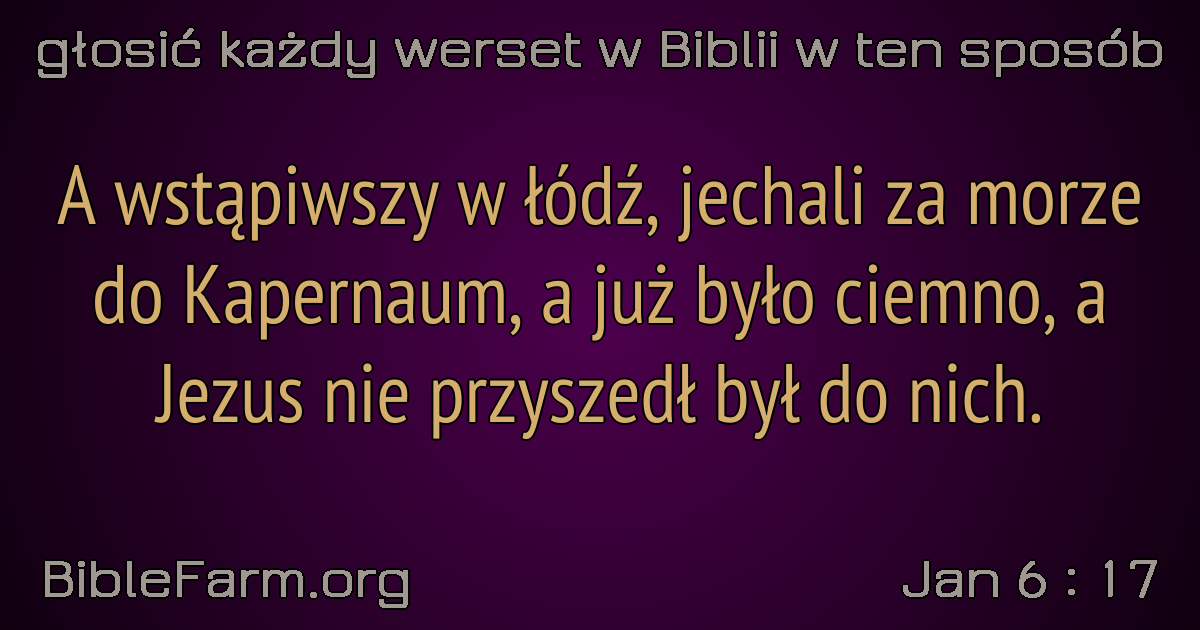 głosić każdy werset w Biblii w ten sposób
A wstąpiwszy w łódź, jechali za morze
do Kapernaum, a już było ciemno, a
Jezus nie przyszedł był do nich.
BibleFarm.org
Jan 6 : 17